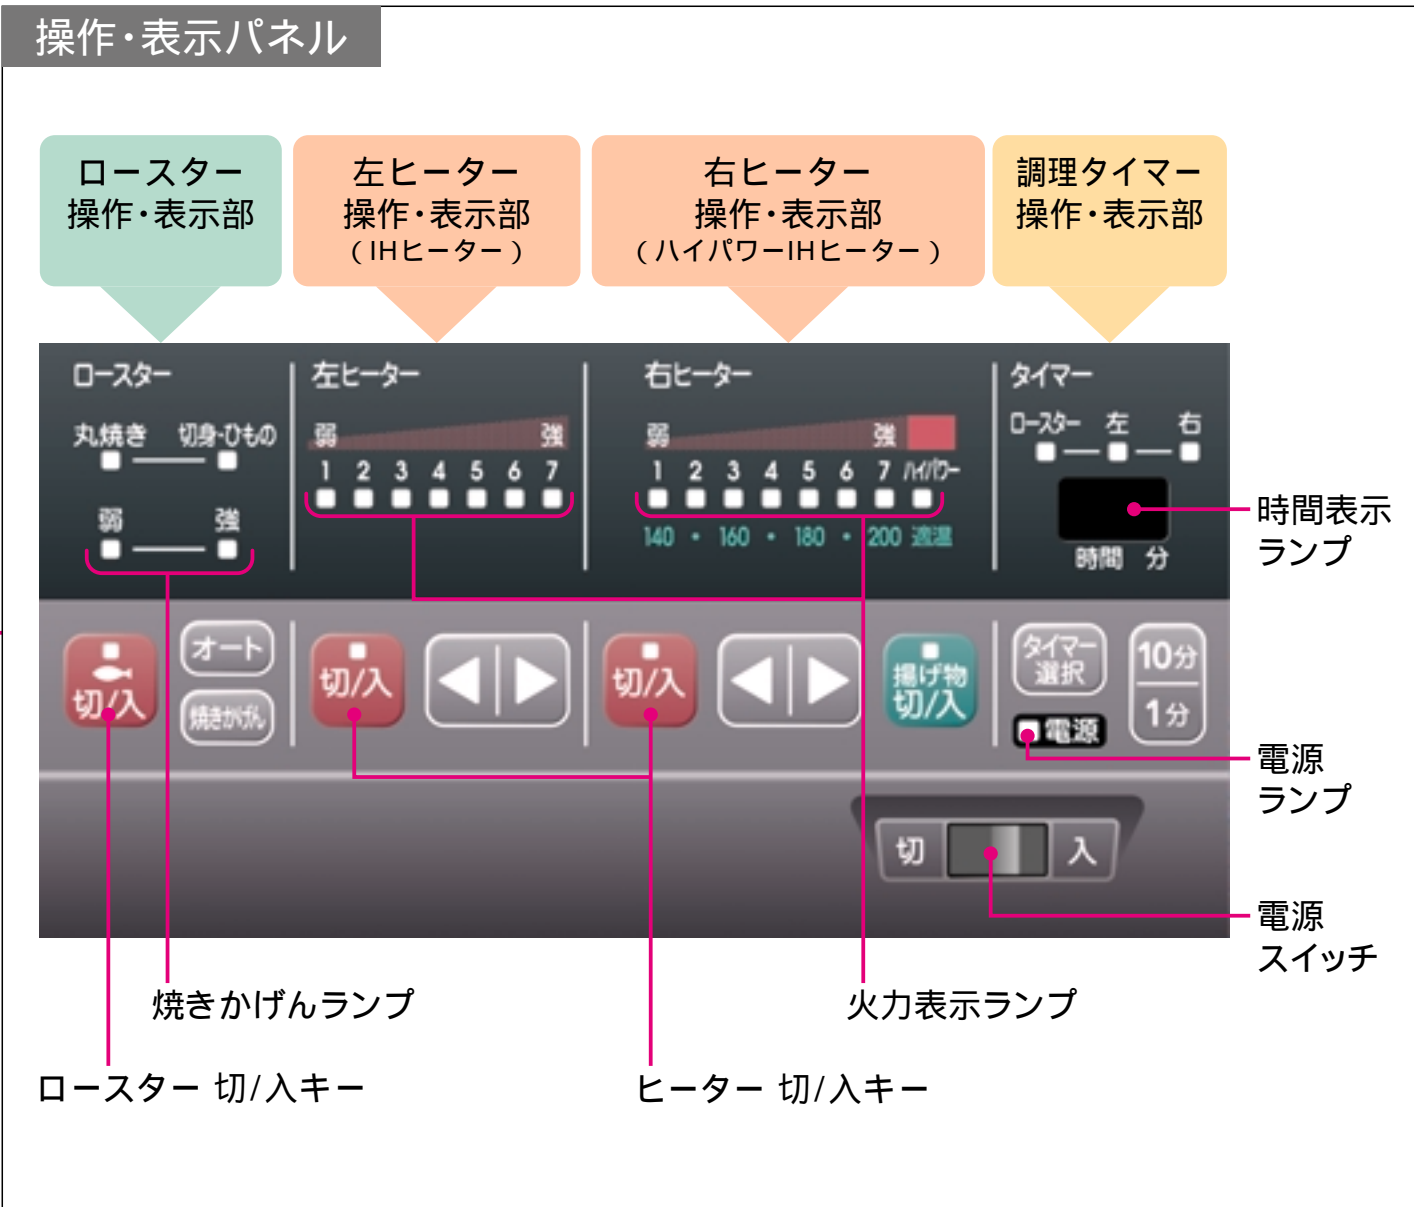 操作・表示パネル
ロースター
操作・表示部
左ヒーター
操作・表示部
(IHヒーター)
右ヒーター
操作・表示部
(ハイパワーIHヒーター)
調理タイマー
操作・表示部
ロースター
丸焼き 切身・ひもの
弱 強
左ヒーター
弱 強
1 2 3 4 5 6 7
右ヒーター
弱 強
1 2 3 4 5 6 7 ハイパワー
140 ・ 160 ・ 180 ・ 200 適温
タイマー
ロースター 左 右
時間 分
切/入
オート
焼きかげん
切/入
切/入
揚げ物
切/入
タイマー
選択
電源
10分
1分
切 入
時間表示
ランプ
電源
ランプ
電源
スイッチ
焼きかげんランプ
火力表示ランプ
ロースター 切/入キー
ヒーター 切/入キー